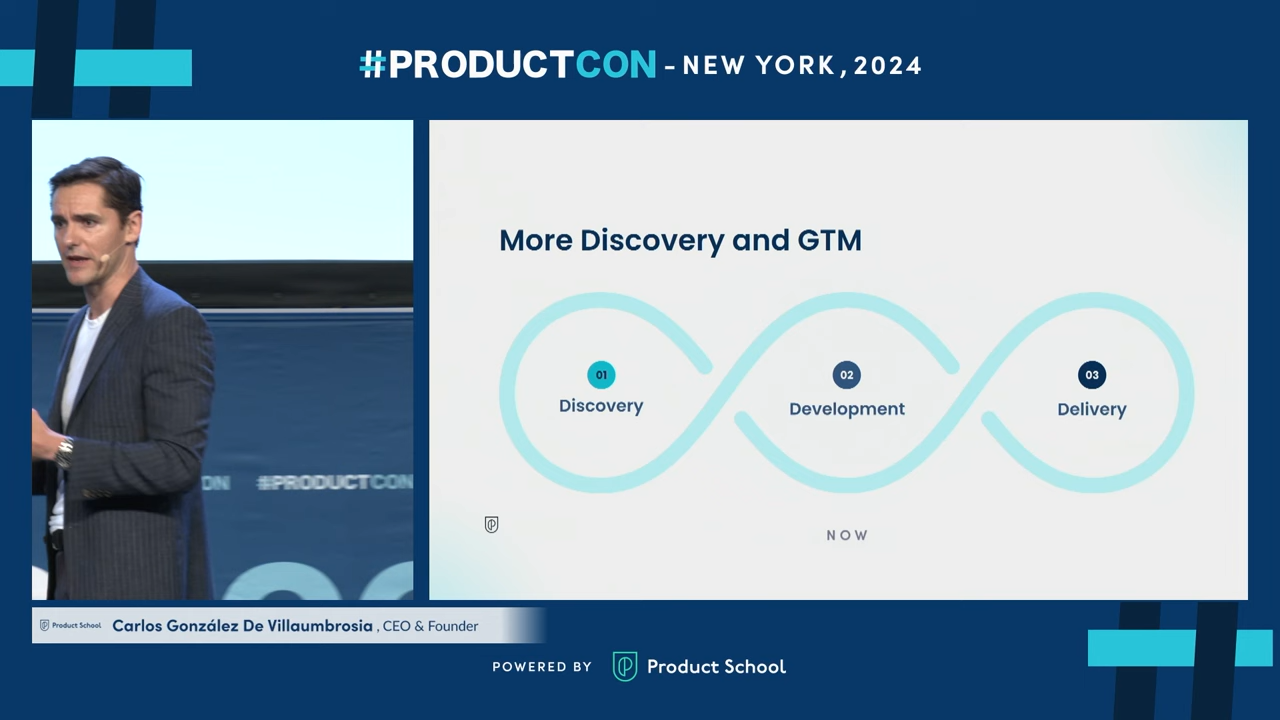 #PRODUCTCON - NEW YORK, 2024
More Discovery and GTM
01
Discovery
02
Development
03
Delivery
NOW
ON #PRODUCTCON
Product School Carlos González De Villaumbrosia, CEO & Founder
POWERED BY Product School